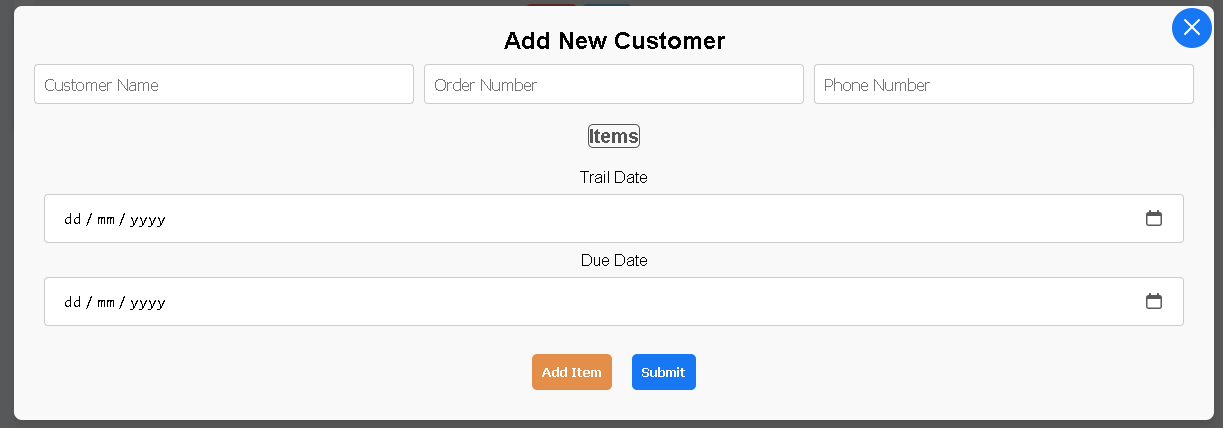 Add New Customer
Customer Name Order Number Phone Number
Items
Trail Date
dd / mm / yyyy
Due Date
dd / mm / yyyy
Add Item Submit